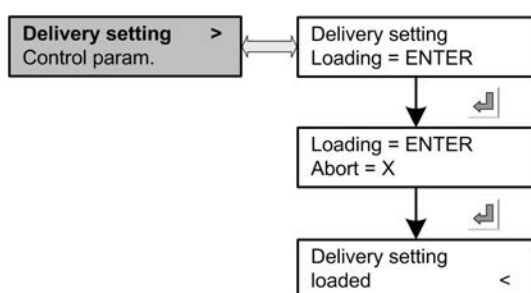 Delivery setting >
Control param.
Delivery setting
Loading = ENTER
Loading = ENTER
Abort = X
Delivery setting
loaded <